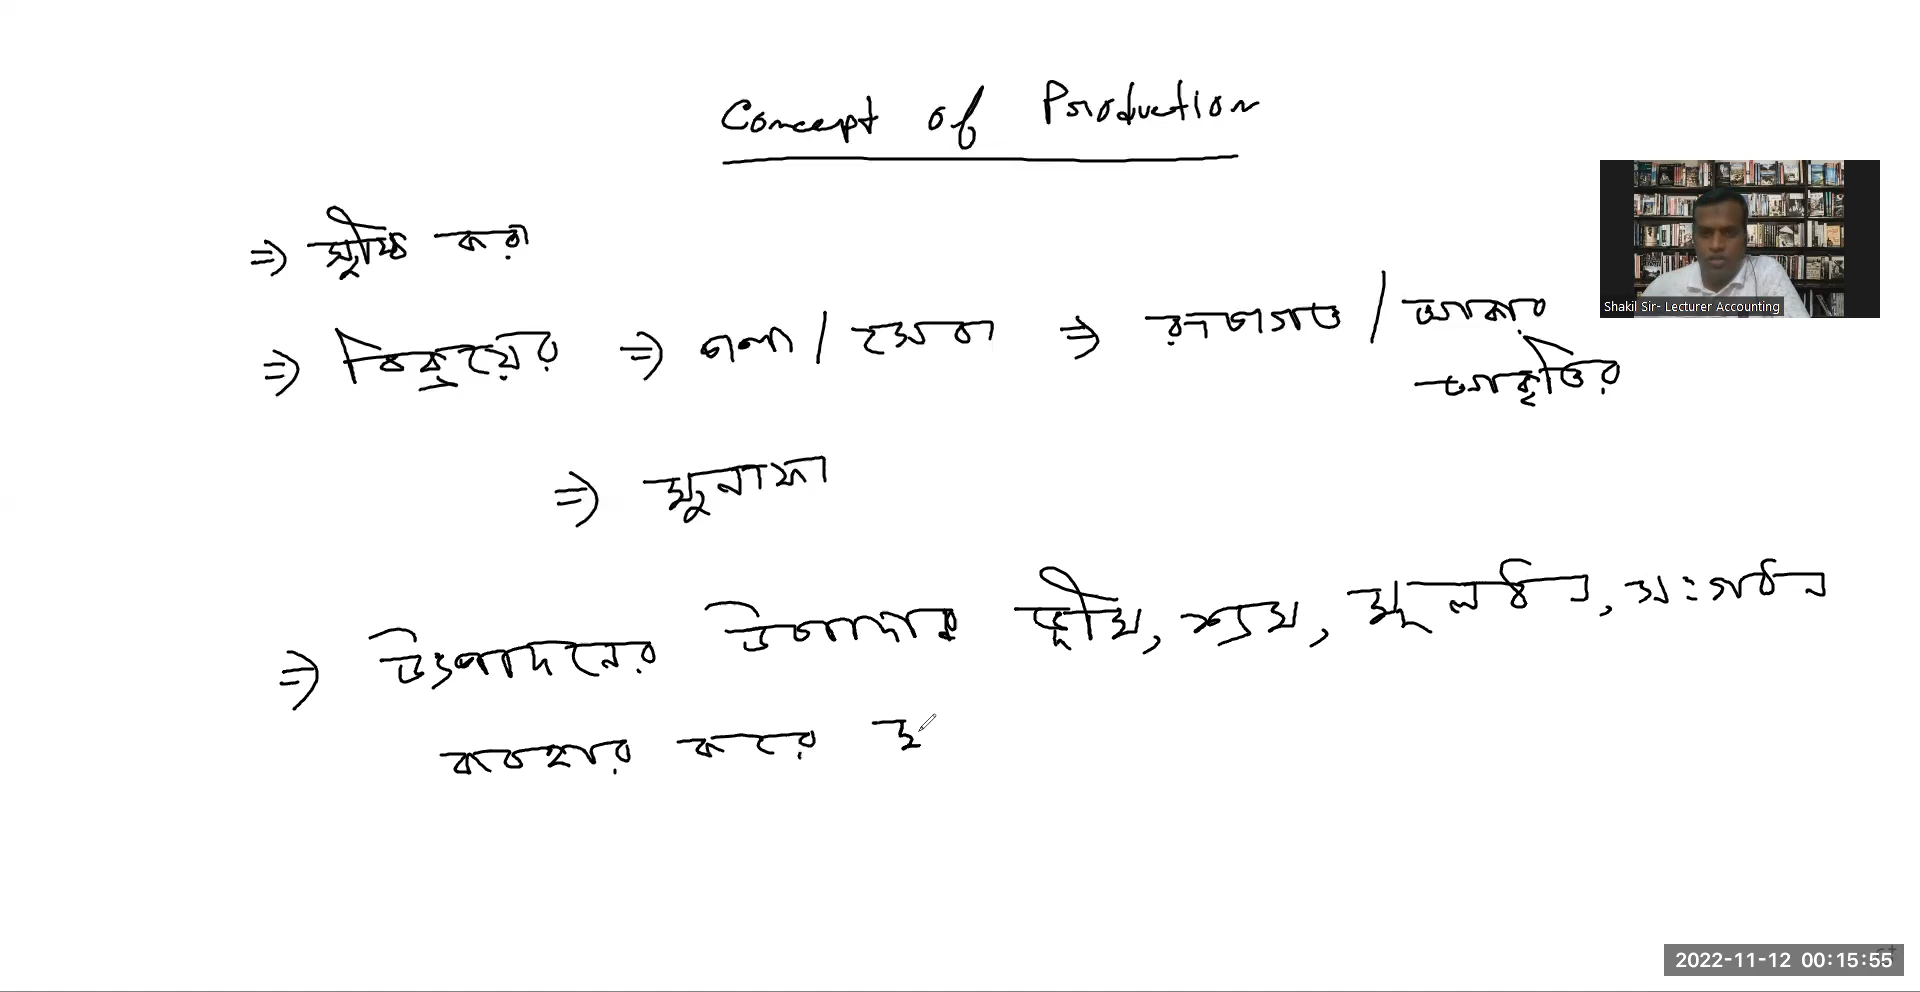 Concept of Production
⇒ সৃষ্টি করা
Shakil Sir- Lecturer Accounting
⇒ বিক্রয়ের ⇒ পণ্য / সেবা ⇒ রূপগত / আকার
আকৃতির
⇒ মুনাফা
⇒ উৎপাদনের উপাদান ভূমি, শ্রম, মূলধন, সংগঠন
ব্যবহার করে
2022-11-12 00:15:55